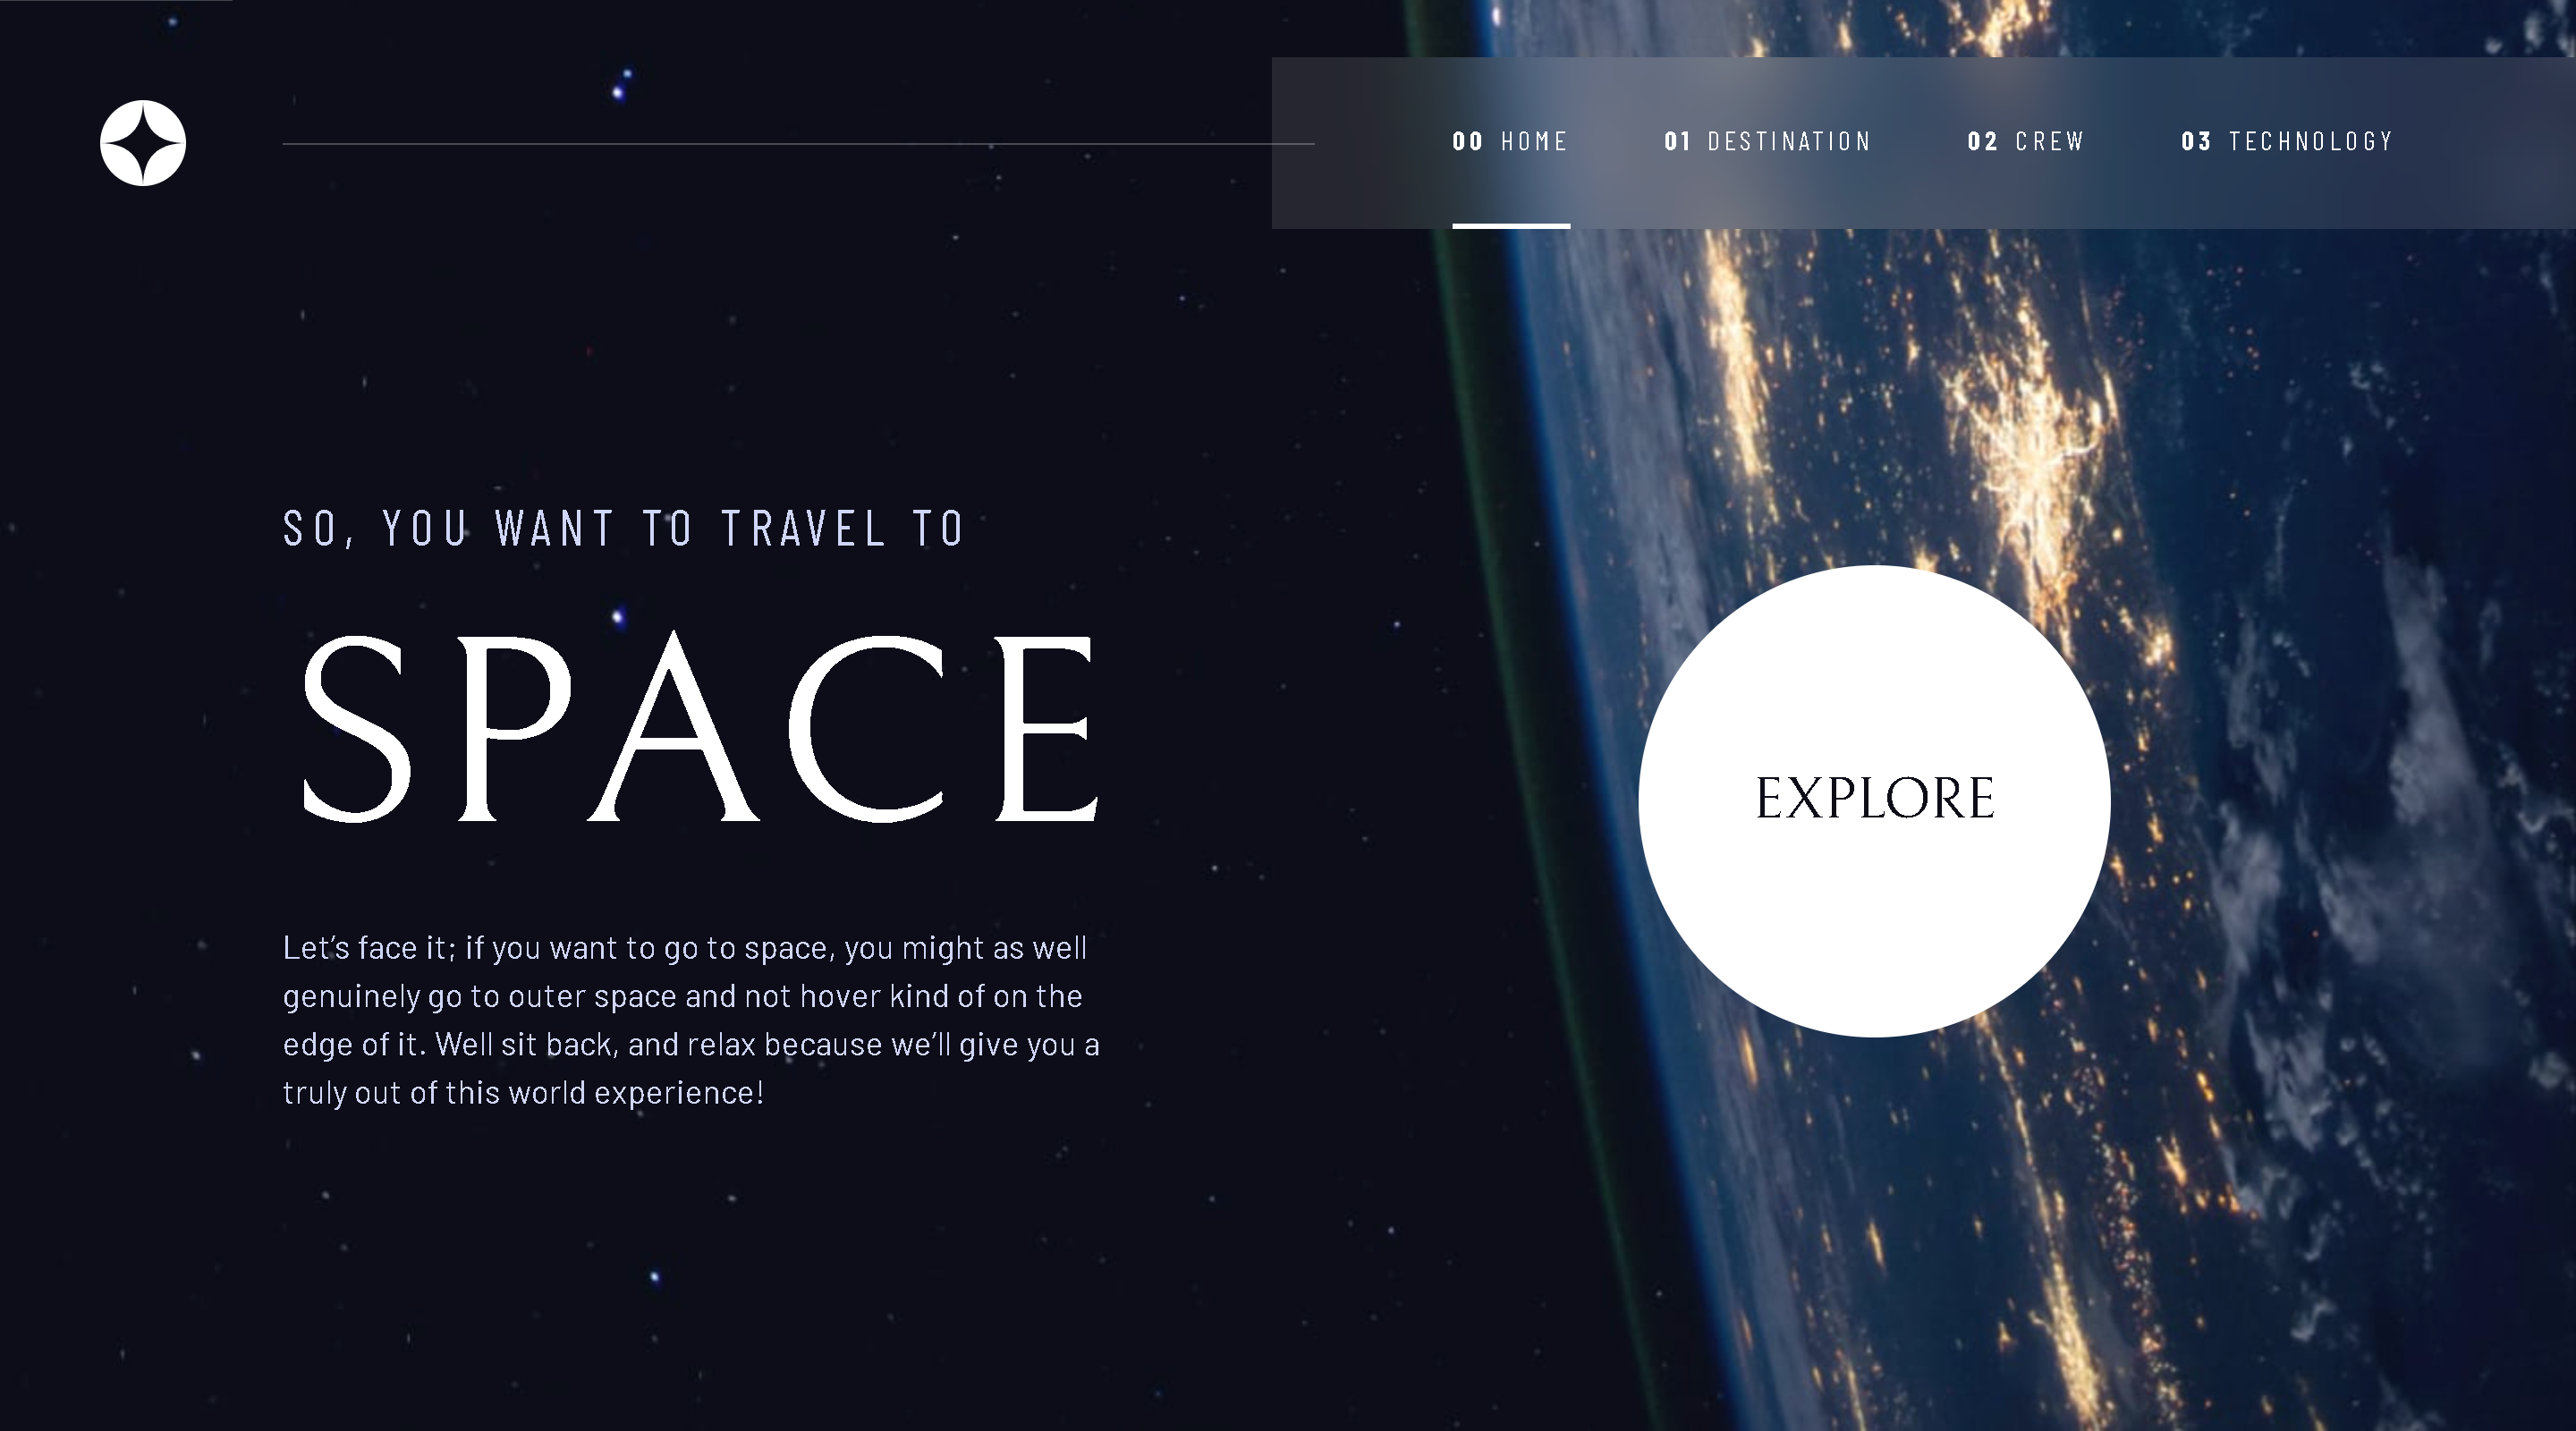 00 HOME 01 DESTINATION 02 CREW 03 TECHNOLOGY
SO, YOU WANT TO TRAVEL TO
SPACE
Let’s face it; if you want to go to space, you might as well
genuinely go to outer space and not hover kind of on the
edge of it. Well sit back, and relax because we’ll give you a
truly out of this world experience!
EXPLORE